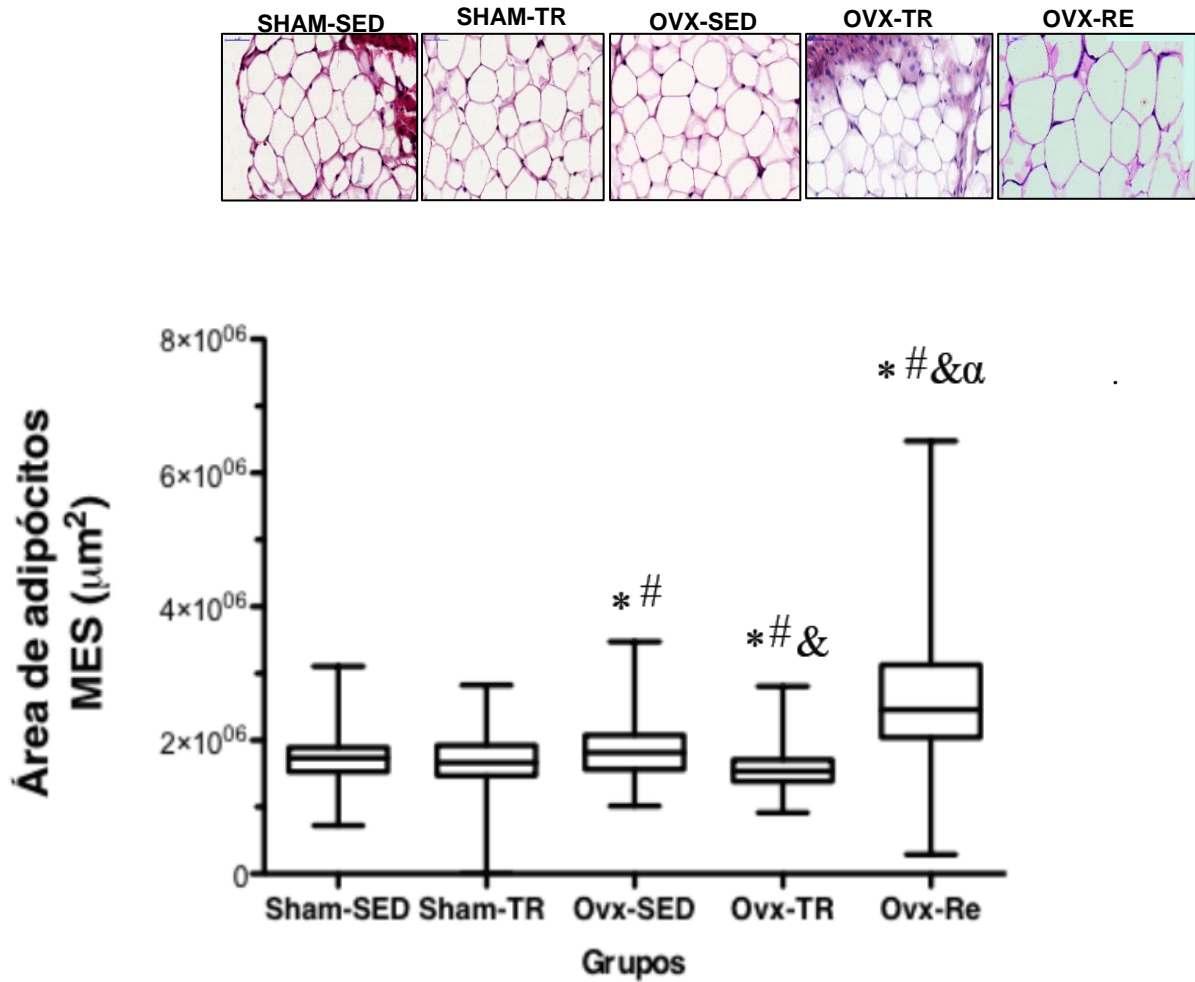 SHAM-SED SHAM-TR OVX-SED OVX-TR OVX-RE
8×10⁰⁶
*#&α
.
6×10⁰⁶
*#
4×10⁰⁶
*#&
2×10⁰⁶
0
Área de adipócitos
MES (μm²)
Sham-SED Sham-TR Ovx-SED Ovx-TR Ovx-Re
Grupos